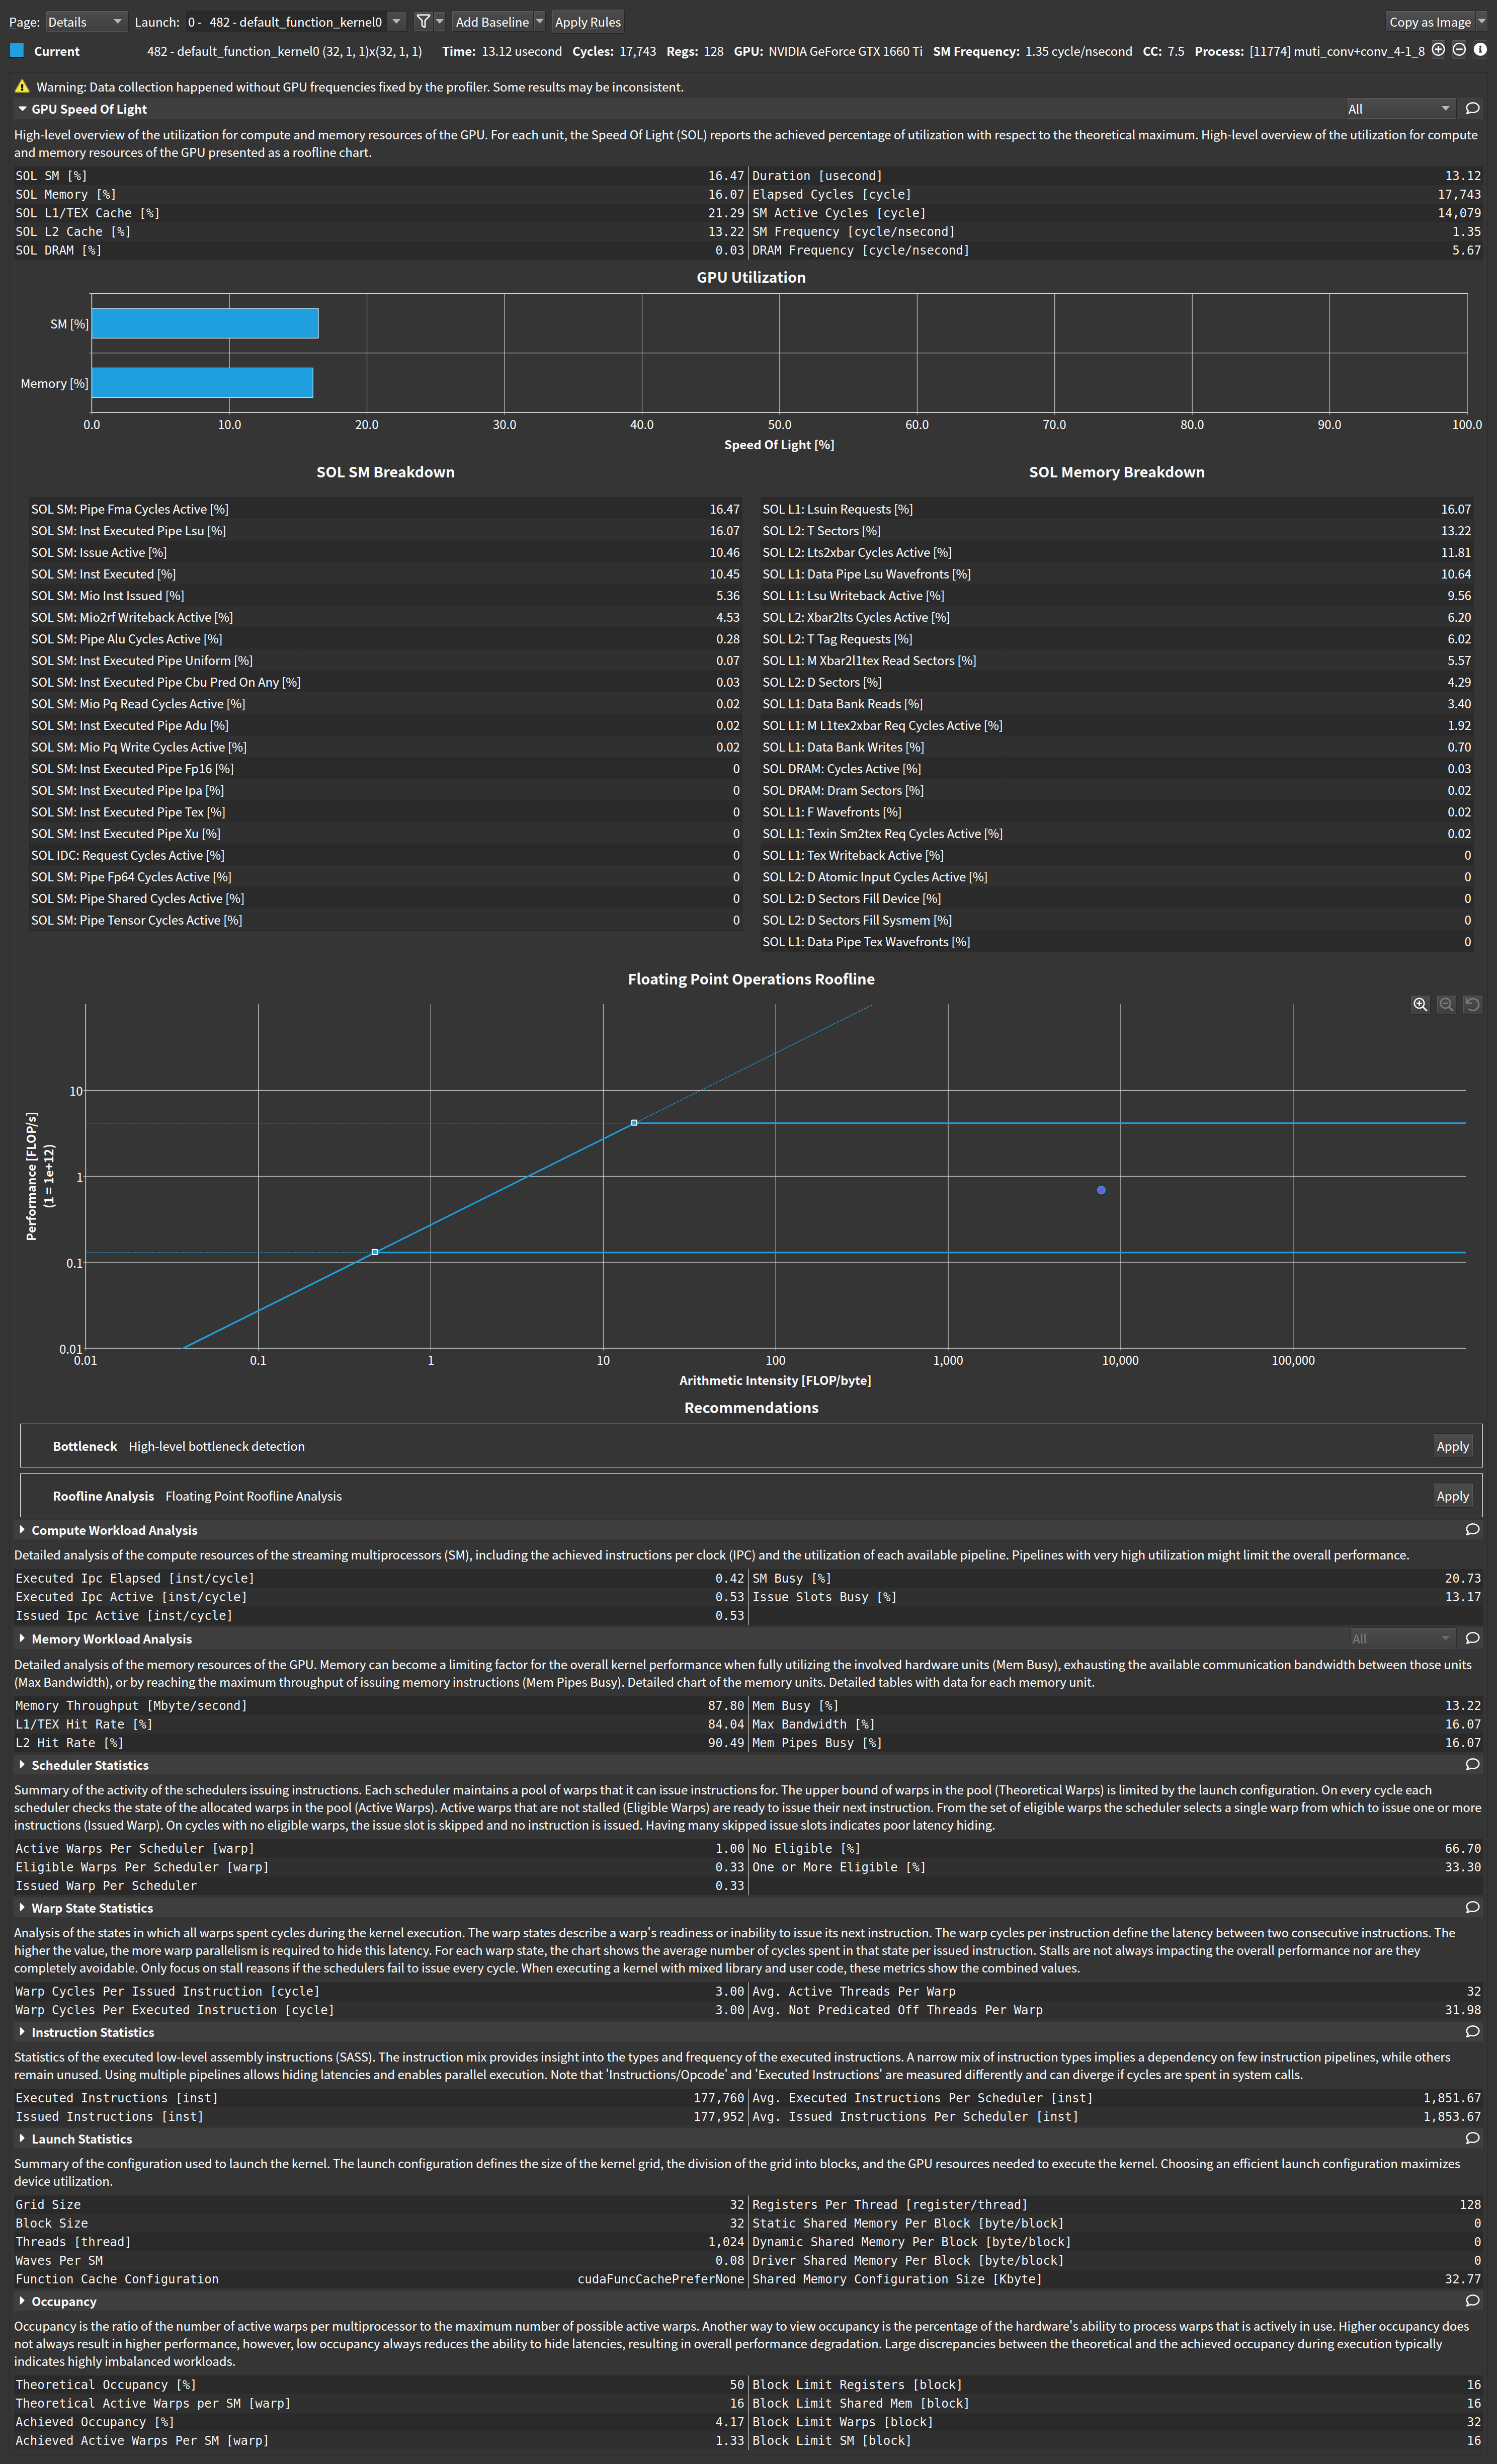 Page: Details Launch: 0 - 482 - default_function_kernel0 Add Baseline Apply Rules Copy as Image
Current 482 - default_function_kernel0 (32, 1, 1)x(32, 1, 1) Time: 13.12 usecond Cycles: 17,743 Regs: 128 GPU: NVIDIA GeForce GTX 1660 Ti SM Frequency: 1.35 cycle/nsecond CC: 7.5 Process: [11774] muti_conv+conv_4-1_8
Warning: Data collection happened without GPU frequencies fixed by the profiler. Some results may be inconsistent.
GPU Speed Of Light All
High-level overview of the utilization for compute and memory resources of the GPU. For each unit, the Speed Of Light (SOL) reports the achieved percentage of utilization with respect to the theoretical maximum. High-level overview of the utilization for compute
and memory resources of the GPU presented as a roofline chart.
SOL SM [%] 16.47 Duration [usecond] 13.12
SOL Memory [%] 16.07 Elapsed Cycles [cycle] 17,743
SOL L1/TEX Cache [%] 21.29 SM Active Cycles [cycle] 14,079
SOL L2 Cache [%] 13.22 SM Frequency [cycle/nsecond] 1.35
SOL DRAM [%] 0.03 DRAM Frequency [cycle/nsecond] 5.67
GPU Utilization
SM [%]
Memory [%]
0.0 10.0 20.0 30.0 40.0 50.0 60.0 70.0 80.0 90.0 100.0
Speed Of Light [%]
SOL SM Breakdown SOL Memory Breakdown
SOL SM: Pipe Fma Cycles Active [%] 16.47 SOL L1: Lsuin Requests [%] 16.07
SOL SM: Inst Executed Pipe Lsu [%] 16.07 SOL L2: T Sectors [%] 13.22
SOL SM: Issue Active [%] 10.46 SOL L2: Lts2xbar Cycles Active [%] 11.81
SOL SM: Inst Executed [%] 10.45 SOL L1: Data Pipe Lsu Wavefronts [%] 10.64
SOL SM: Mio Inst Issued [%] 5.36 SOL L1: Lsu Writeback Active [%] 9.56
SOL SM: Mio2rf Writeback Active [%] 4.53 SOL L2: Xbar2lts Cycles Active [%] 6.20
SOL SM: Pipe Alu Cycles Active [%] 0.28 SOL L2: T Tag Requests [%] 6.02
SOL SM: Inst Executed Pipe Uniform [%] 0.07 SOL L1: M Xbar2l1tex Read Sectors [%] 5.57
SOL SM: Inst Executed Pipe Cbu Pred On Any [%] 0.03 SOL L2: D Sectors [%] 4.29
SOL SM: Mio Pq Read Cycles Active [%] 0.02 SOL L1: Data Bank Reads [%] 3.40
SOL SM: Inst Executed Pipe Adu [%] 0.02 SOL L1: M L1tex2xbar Req Cycles Active [%] 1.92
SOL SM: Mio Pq Write Cycles Active [%] 0.02 SOL L1: Data Bank Writes [%] 0.70
SOL SM: Inst Executed Pipe Fp16 [%] 0 SOL DRAM: Cycles Active [%] 0.03
SOL SM: Inst Executed Pipe Ipa [%] 0 SOL DRAM: Dram Sectors [%] 0.02
SOL SM: Inst Executed Pipe Tex [%] 0 SOL L1: F Wavefronts [%] 0.02
SOL SM: Inst Executed Pipe Xu [%] 0 SOL L1: Texin Sm2tex Req Cycles Active [%] 0.02
SOL IDC: Request Cycles Active [%] 0 SOL L1: Tex Writeback Active [%] 0
SOL SM: Pipe Fp64 Cycles Active [%] 0 SOL L2: D Atomic Input Cycles Active [%] 0
SOL SM: Pipe Shared Cycles Active [%] 0 SOL L2: D Sectors Fill Device [%] 0
SOL SM: Pipe Tensor Cycles Active [%] 0 SOL L2: D Sectors Fill Sysmem [%] 0
SOL L1: Data Pipe Tex Wavefronts [%] 0
Floating Point Operations Roofline
10
1
0.1
0.01
Performance [FLOP/s]
(1 = 1e+12)
0.01 0.1 1 10 100 1,000 10,000 100,000
Arithmetic Intensity [FLOP/byte]
Recommendations
Bottleneck High-level bottleneck detection Apply
Roofline Analysis Floating Point Roofline Analysis Apply
Compute Workload Analysis
Detailed analysis of the compute resources of the streaming multiprocessors (SM), including the achieved instructions per clock (IPC) and the utilization of each available pipeline. Pipelines with very high utilization might limit the overall performance.
Executed Ipc Elapsed [inst/cycle] 0.42 SM Busy [%] 20.73
Executed Ipc Active [inst/cycle] 0.53 Issue Slots Busy [%] 13.17
Issued Ipc Active [inst/cycle] 0.53
Memory Workload Analysis All
Detailed analysis of the memory resources of the GPU. Memory can become a limiting factor for the overall kernel performance when fully utilizing the involved hardware units (Mem Busy), exhausting the available communication bandwidth between those units
(Max Bandwidth), or by reaching the maximum throughput of issuing memory instructions (Mem Pipes Busy). Detailed chart of the memory units. Detailed tables with data for each memory unit.
Memory Throughput [Mbyte/second] 87.80 Mem Busy [%] 13.22
L1/TEX Hit Rate [%] 84.04 Max Bandwidth [%] 16.07
L2 Hit Rate [%] 90.49 Mem Pipes Busy [%] 16.07
Scheduler Statistics
Summary of the activity of the schedulers issuing instructions. Each scheduler maintains a pool of warps that it can issue instructions for. The upper bound of warps in the pool (Theoretical Warps) is limited by the launch configuration. On every cycle each
scheduler checks the state of the allocated warps in the pool (Active Warps). Active warps that are not stalled (Eligible Warps) are ready to issue their next instruction. From the set of eligible warps the scheduler selects a single warp from which to issue one or more
instructions (Issued Warp). On cycles with no eligible warps, the issue slot is skipped and no instruction is issued. Having many skipped issue slots indicates poor latency hiding.
Active Warps Per Scheduler [warp] 1.00 No Eligible [%] 66.70
Eligible Warps Per Scheduler [warp] 0.33 One or More Eligible [%] 33.30
Issued Warp Per Scheduler 0.33
Warp State Statistics
Analysis of the states in which all warps spent cycles during the kernel execution. The warp states describe a warp's readiness or inability to issue its next instruction. The warp cycles per instruction define the latency between two consecutive instructions. The
higher the value, the more warp parallelism is required to hide this latency. For each warp state, the chart shows the average number of cycles spent in that state per issued instruction. Stalls are not always impacting the overall performance nor are they
completely avoidable. Only focus on stall reasons if the schedulers fail to issue every cycle. When executing a kernel with mixed library and user code, these metrics show the combined values.
Warp Cycles Per Issued Instruction [cycle] 3.00 Avg. Active Threads Per Warp 32
Warp Cycles Per Executed Instruction [cycle] 3.00 Avg. Not Predicated Off Threads Per Warp 31.98
Instruction Statistics
Statistics of the executed low-level assembly instructions (SASS). The instruction mix provides insight into the types and frequency of the executed instructions. A narrow mix of instruction types implies a dependency on few instruction pipelines, while others
remain unused. Using multiple pipelines allows hiding latencies and enables parallel execution. Note that 'Instructions/Opcode' and 'Executed Instructions' are measured differently and can diverge if cycles are spent in system calls.
Executed Instructions [inst] 177,760 Avg. Executed Instructions Per Scheduler [inst] 1,851.67
Issued Instructions [inst] 177,952 Avg. Issued Instructions Per Scheduler [inst] 1,853.67
Launch Statistics
Summary of the configuration used to launch the kernel. The launch configuration defines the size of the kernel grid, the division of the grid into blocks, and the GPU resources needed to execute the kernel. Choosing an efficient launch configuration maximizes
device utilization.
Grid Size 32 Registers Per Thread [register/thread] 128
Block Size 32 Static Shared Memory Per Block [byte/block] 0
Threads [thread] 1,024 Dynamic Shared Memory Per Block [byte/block] 0
Waves Per SM 0.08 Driver Shared Memory Per Block [byte/block] 0
Function Cache Configuration cudaFuncCachePreferNone Shared Memory Configuration Size [Kbyte] 32.77
Occupancy
Occupancy is the ratio of the number of active warps per multiprocessor to the maximum number of possible active warps. Another way to view occupancy is the percentage of the hardware's ability to process warps that is actively in use. Higher occupancy does
not always result in higher performance, however, low occupancy always reduces the ability to hide latencies, resulting in overall performance degradation. Large discrepancies between the theoretical and the achieved occupancy during execution typically
indicates highly imbalanced workloads.
Theoretical Occupancy [%] 50 Block Limit Registers [block] 16
Theoretical Active Warps per SM [warp] 16 Block Limit Shared Mem [block] 16
Achieved Occupancy [%] 4.17 Block Limit Warps [block] 32
Achieved Active Warps Per SM [warp] 1.33 Block Limit SM [block] 16